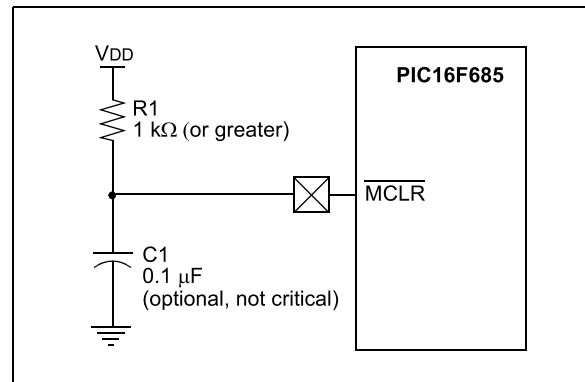 VDD
R1
1 kΩ (or greater)
PIC16F685
MCLR
C1
0.1 μF
(optional, not critical)